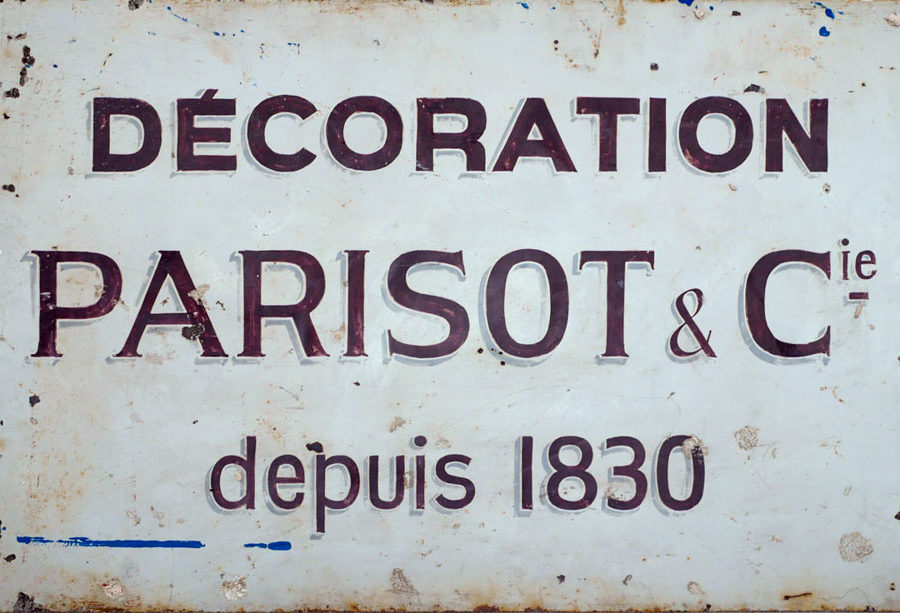 DÉCORATION
PARISOT & Cie
depuis 1830